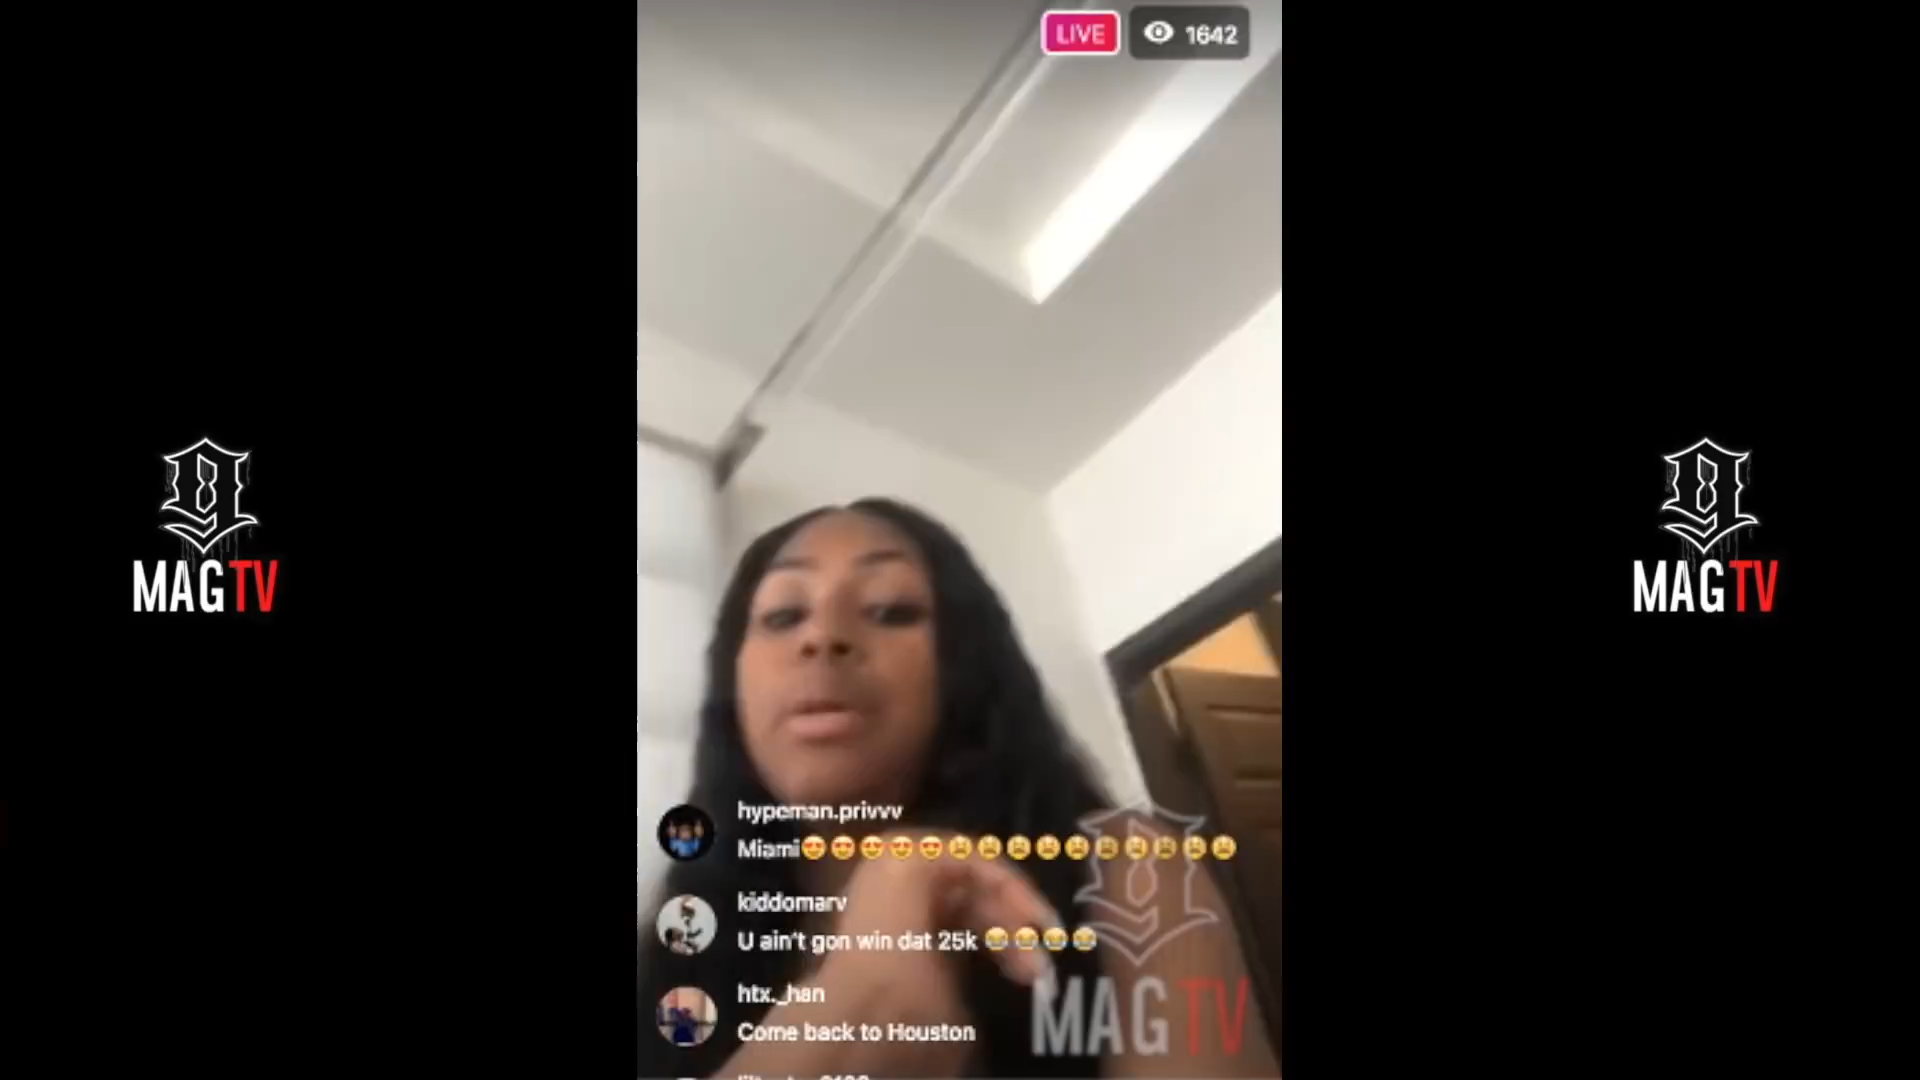 LIVE 1642
MAGTV
MAGTV
hypeman.privvv
Miami😍😍😍😍😍😩😩😩😩😩😩😩😩😩😩
kiddomarv
U ain't gon win dat 25k 😂😂😂😂
htx._han
Come back to Houston
MAGTV